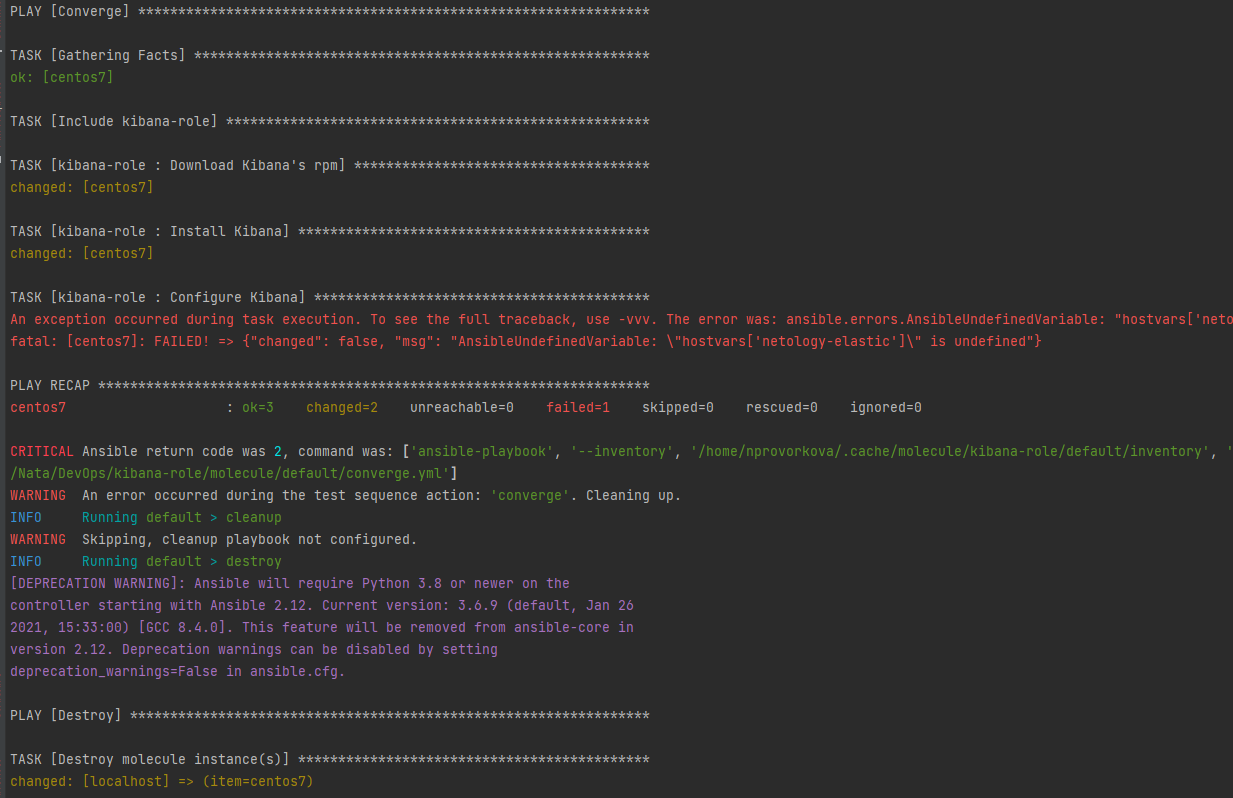 PLAY [Converge] ****************************************************************
TASK [Gathering Facts] *********************************************************
ok: [centos7]
TASK [Include kibana-role] *****************************************************
TASK [kibana-role : Download Kibana's rpm] *************************************
changed: [centos7]
TASK [kibana-role : Install Kibana] ********************************************
changed: [centos7]
TASK [kibana-role : Configure Kibana] ******************************************
An exception occurred during task execution. To see the full traceback, use -vvv. The error was: ansible.errors.AnsibleUndefinedVariable: "hostvars['neto
fatal: [centos7]: FAILED! => {"changed": false, "msg": "AnsibleUndefinedVariable: \"hostvars['netology-elastic']\" is undefined"}
PLAY RECAP *********************************************************************
centos7 : ok=3 changed=2 unreachable=0 failed=1 skipped=0 rescued=0 ignored=0
CRITICAL Ansible return code was 2, command was: ['ansible-playbook', '--inventory', '/home/nprovorkova/.cache/molecule/kibana-role/default/inventory', '
/Nata/DevOps/kibana-role/molecule/default/converge.yml']
WARNING An error occurred during the test sequence action: 'converge'. Cleaning up.
INFO Running default > cleanup
WARNING Skipping, cleanup playbook not configured.
INFO Running default > destroy
[DEPRECATION WARNING]: Ansible will require Python 3.8 or newer on the
controller starting with Ansible 2.12. Current version: 3.6.9 (default, Jan 26
2021, 15:33:00) [GCC 8.4.0]. This feature will be removed from ansible-core in
version 2.12. Deprecation warnings can be disabled by setting
deprecation_warnings=False in ansible.cfg.
PLAY [Destroy] *****************************************************************
TASK [Destroy molecule instance(s)] ********************************************
changed: [localhost] => (item=centos7)